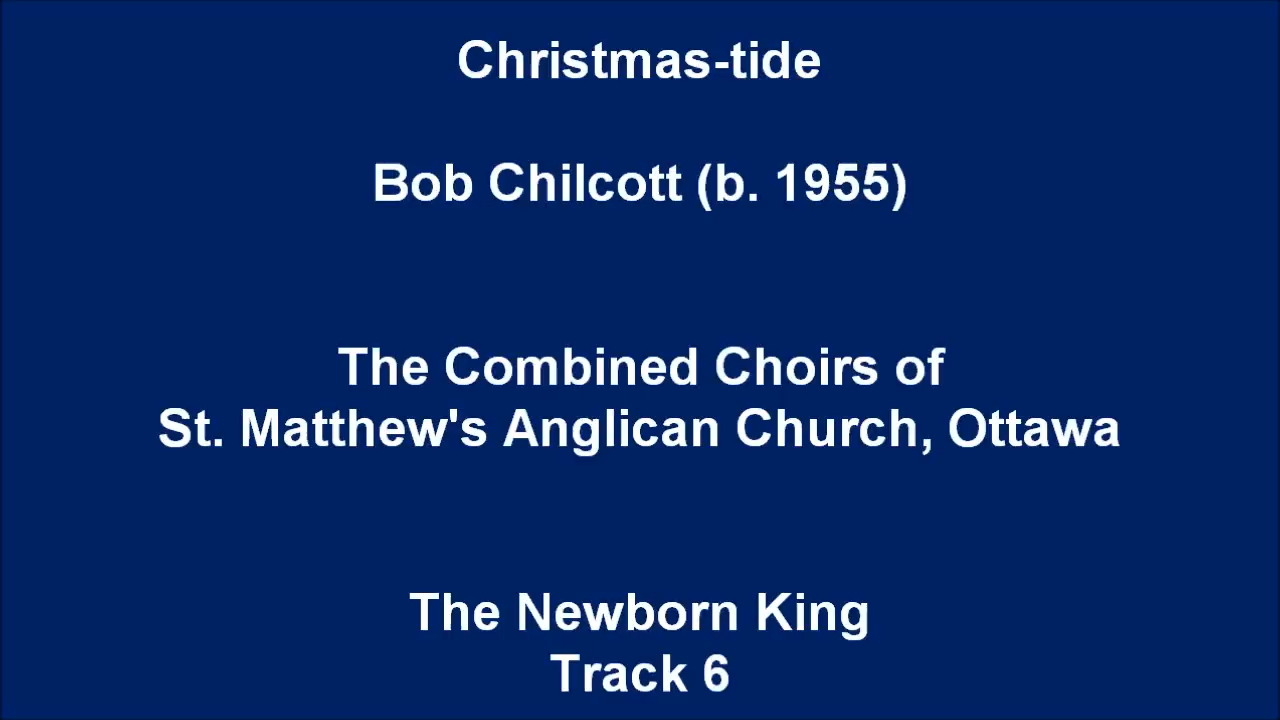 Christmas-tide
Bob Chilcott (b. 1955)
The Combined Choirs of
St. Matthew's Anglican Church, Ottawa
The Newborn King
Track 6